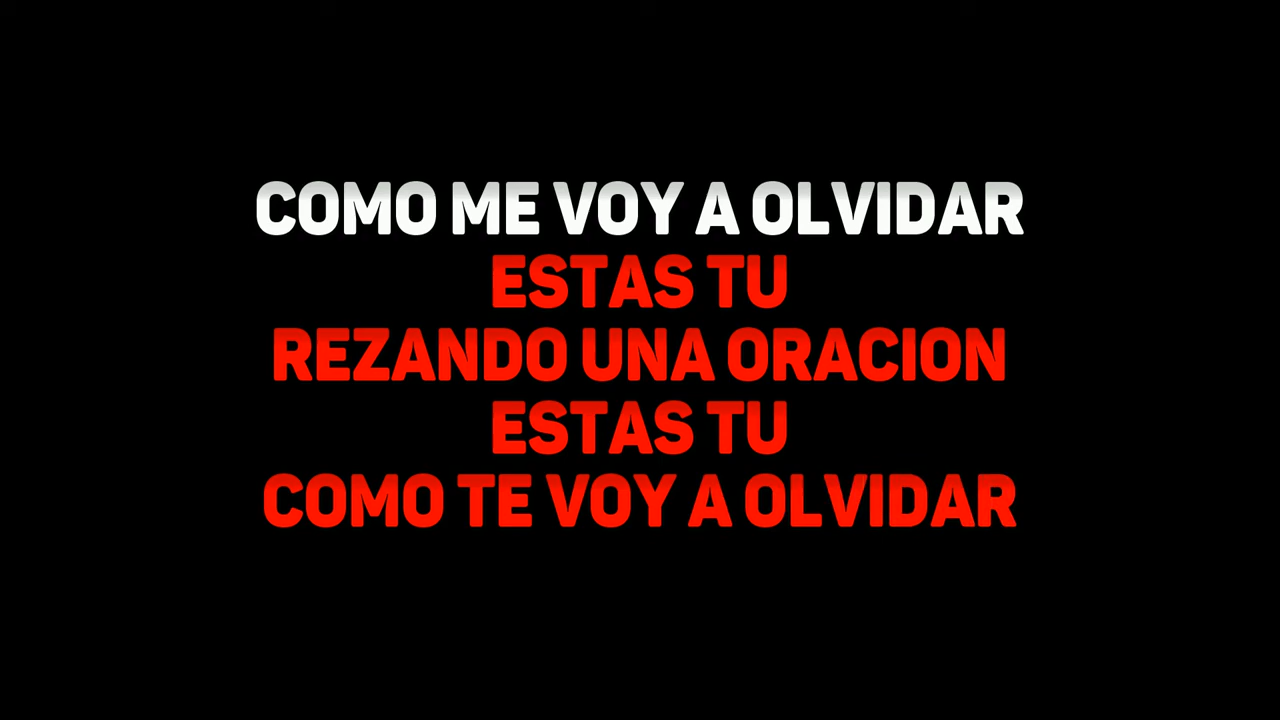 COMO ME VOY A OLVIDAR
ESTAS TU
REZANDO UNA ORACION
ESTAS TU
COMO TE VOY A OLVIDAR